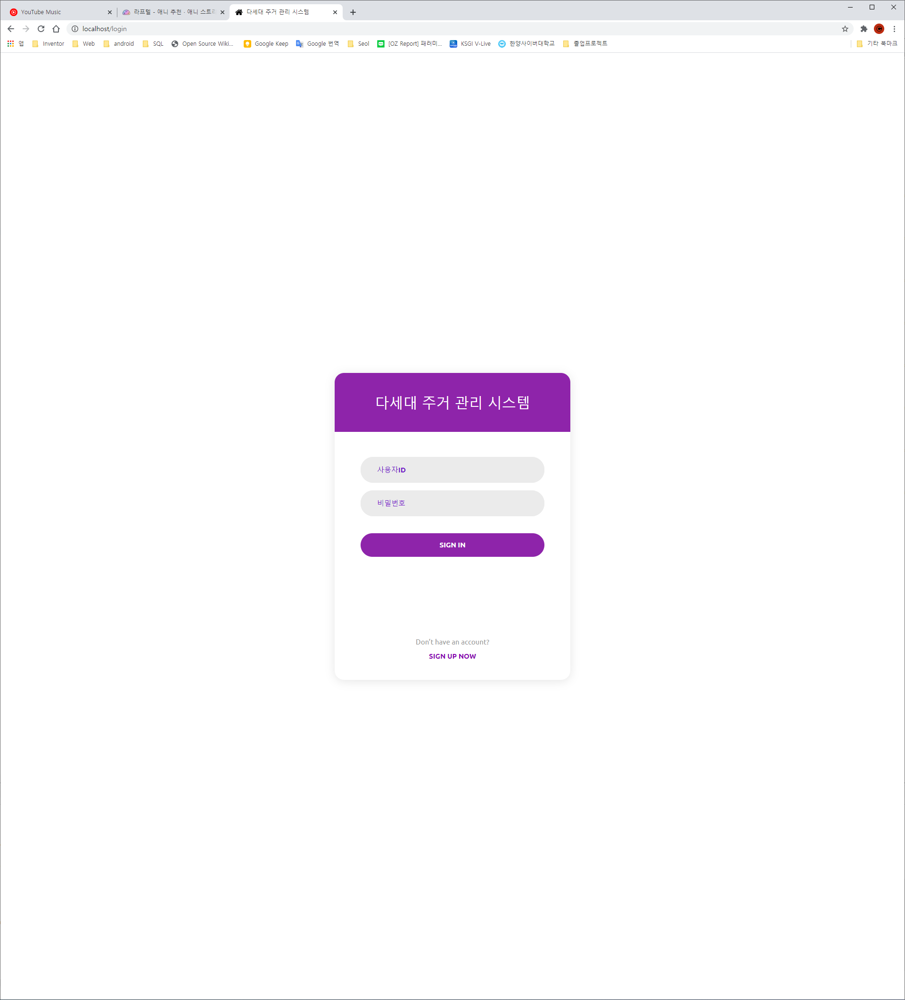 YouTube Music
라프텔 - 애니 추천 · 애니 스트리
다세대 주거 관리 시스템
localhost/login
앱 Inventor Web android SQL Open Source Wiki... Google Keep Google 번역 Seol [OZ Report] 패러미... KSGI V-Live 한양사이버대학교 졸업프로젝트 기타 북마크
다세대 주거 관리 시스템
사용자ID
비밀번호
SIGN IN
Don't have an account?
SIGN UP NOW